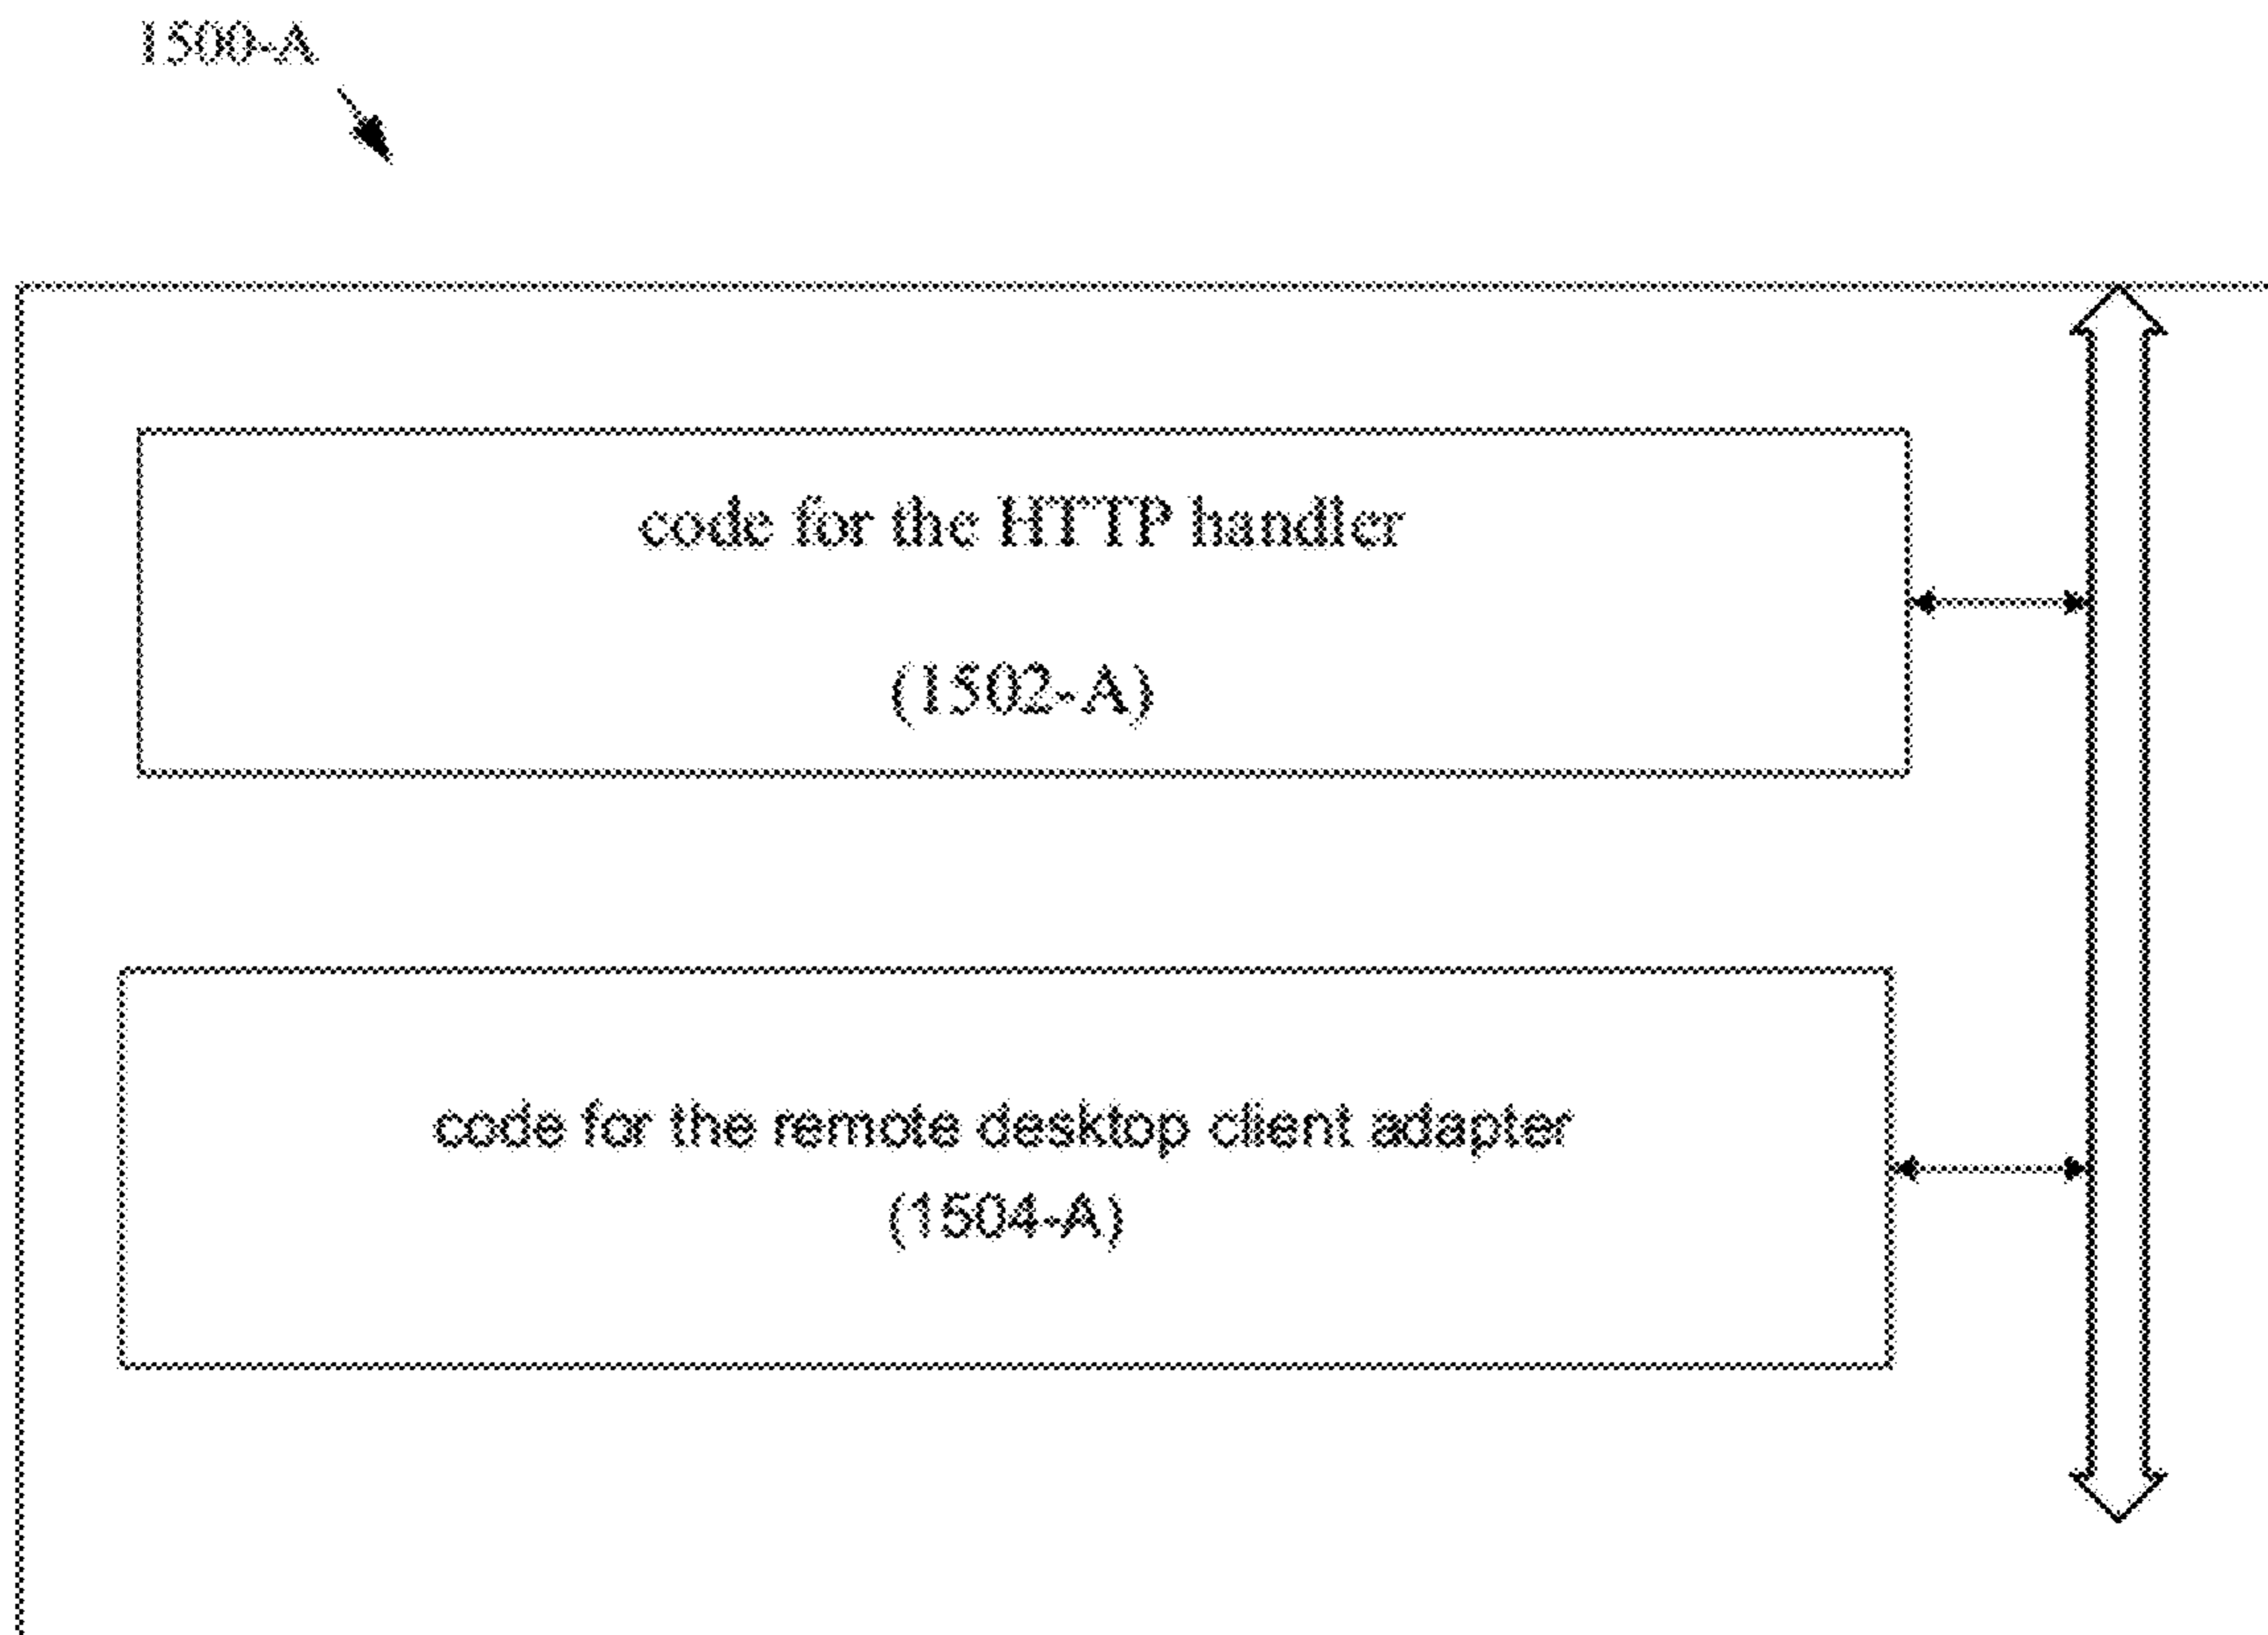 1500-A
code for the HTTP handler
(1502-A)
code for the remote desktop client adapter
(1504-A)